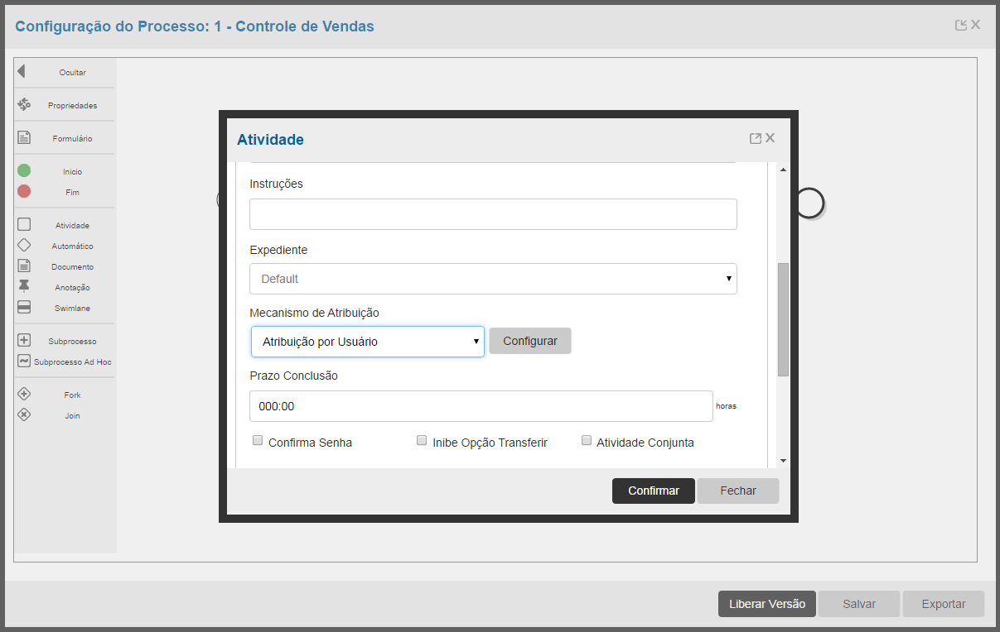 Configuração do Processo: 1 - Controle de Vendas
Ocultar
Propriedades
Formulário
Inicio
Fim
Atividade
Automático
Documento
Anotação
Swimlane
Subprocesso
Subprocesso Ad Hoc
Fork
Join
Atividade
Instruções
Expediente
Default
Mecanismo de Atribuição
Atribuição por Usuário Configurar
Prazo Conclusão
000:00 horas
Confirma Senha Inibe Opção Transferir Atividade Conjunta
Confirmar Fechar
Liberar Versão Salvar Exportar